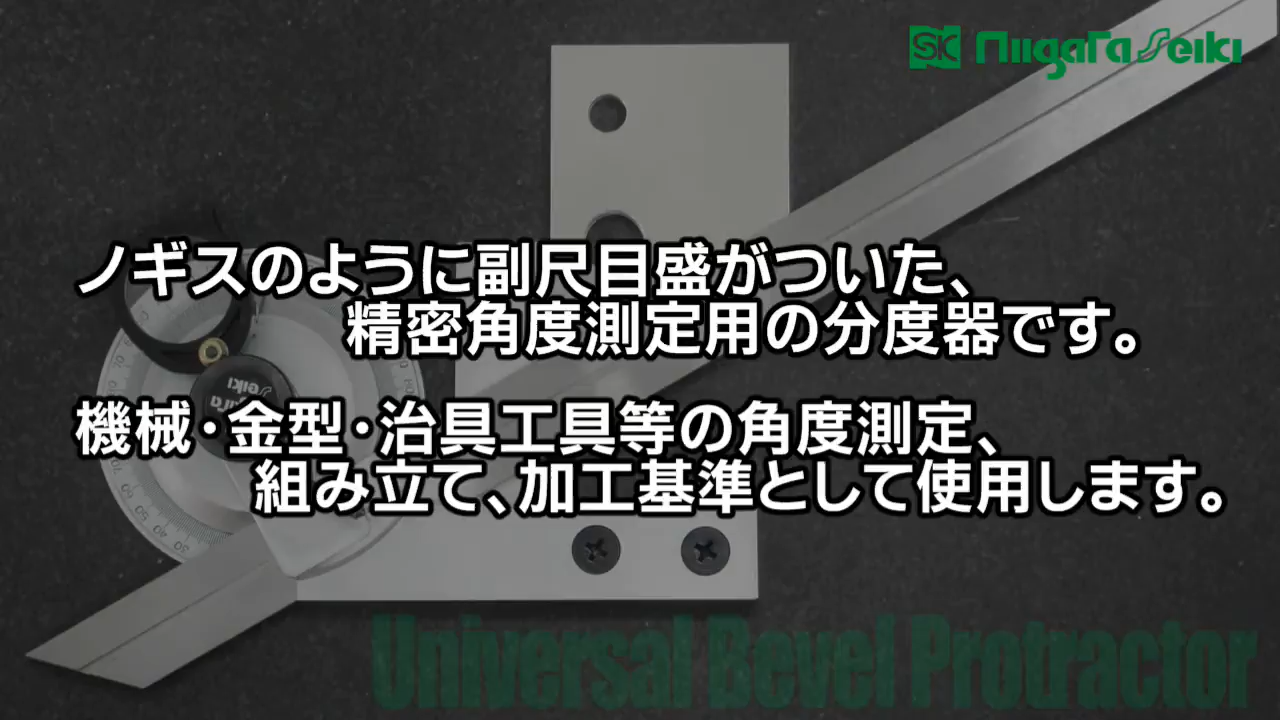 SK Niigata Seiki
ノギスのように副尺目盛がついた、
精密角度測定用の分度器です。
機械・金型・治具工具等の角度測定、
組み立て、加工基準として使用します。
Universal Bevel Protractor